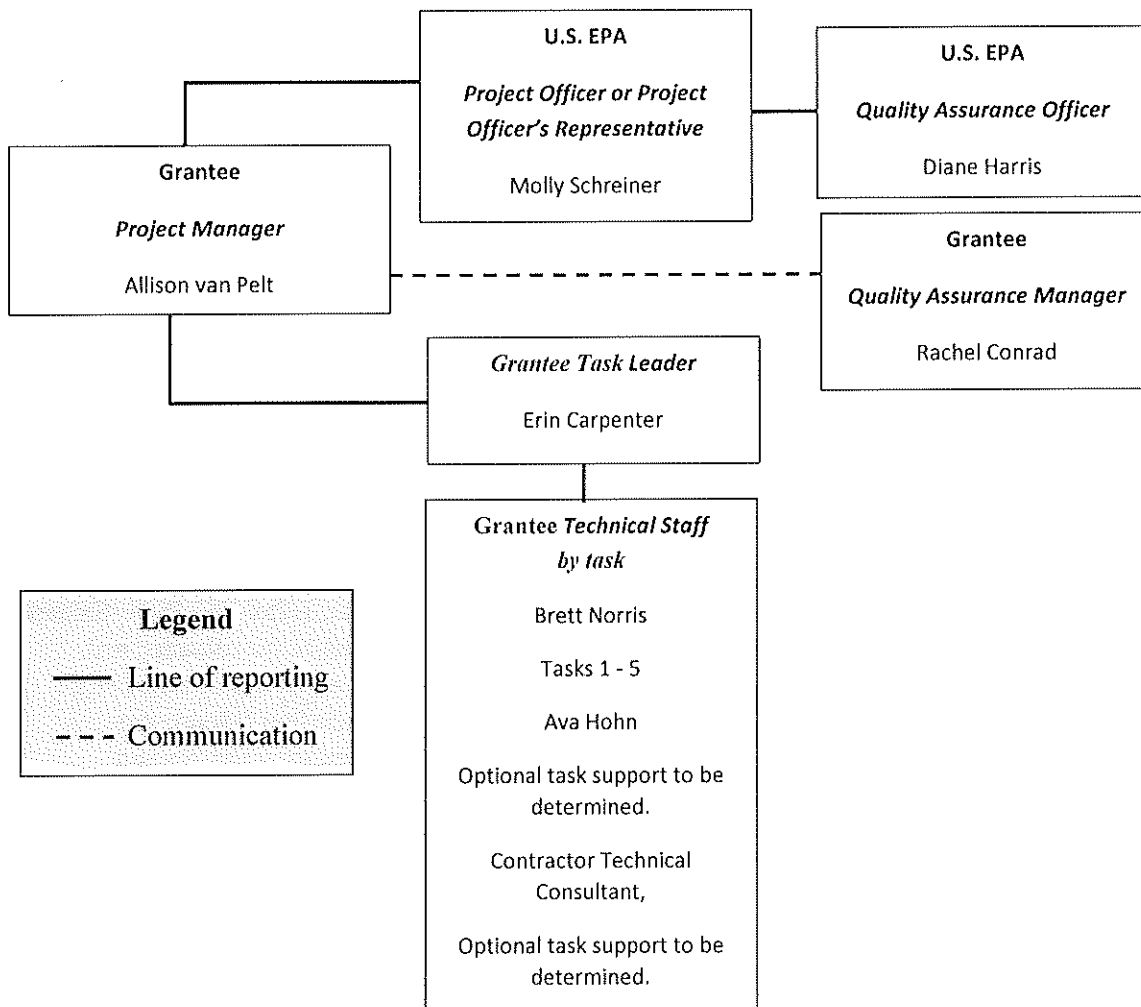 U.S. EPA
Project Officer or Project
Officer's Representative
Molly Schreiner
U.S. EPA
Quality Assurance Officer
Diane Harris
Grantee
Project Manager
Allison van Pelt
Grantee
Quality Assurance Manager
Rachel Conrad
Grantee Task Leader
Erin Carpenter
Grantee Technical Staff
by task
Brett Norris
Tasks 1 - 5
Ava Hohn
Optional task support to be
determined.
Contractor Technical
Consultant,
Optional task support to be
determined.
Legend
Line of reporting
Communication